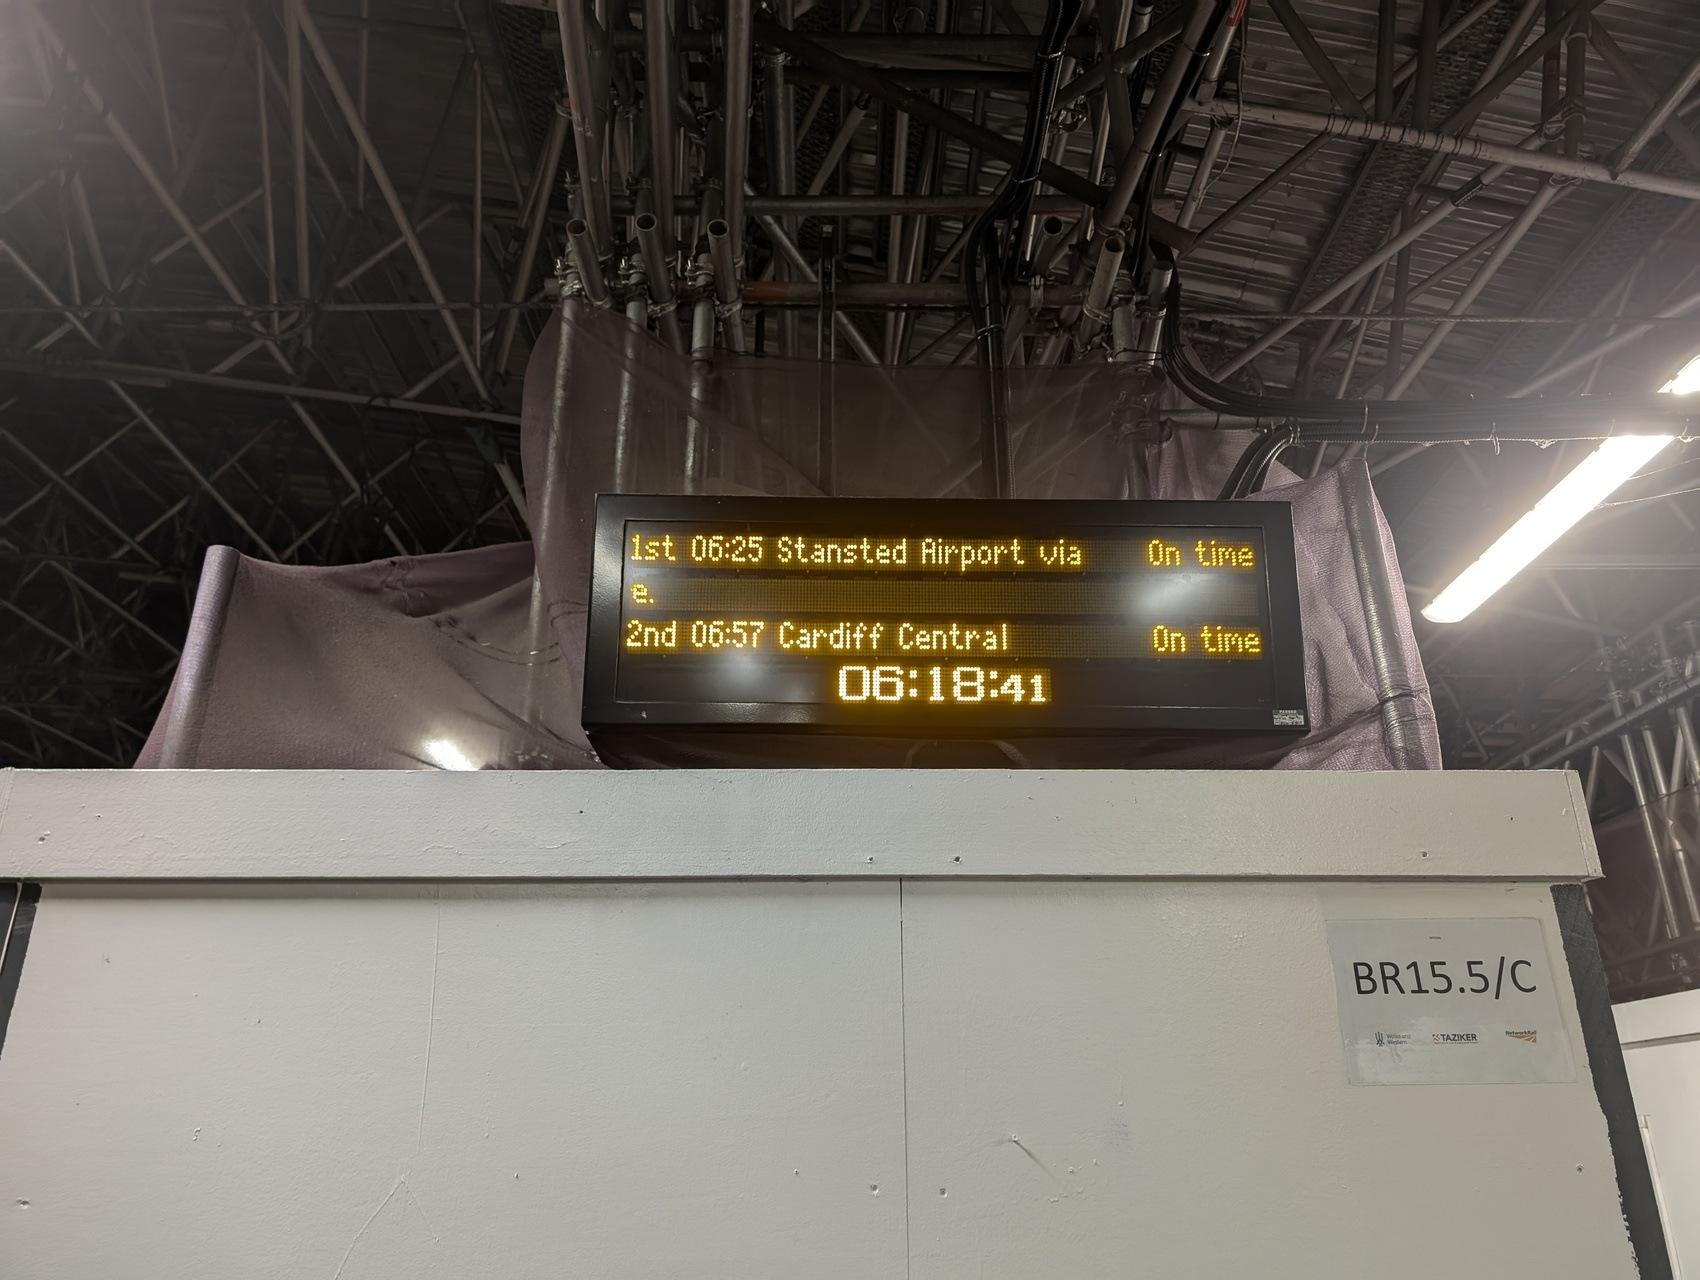 1st 06:25 Stansted Airport via On time
e.
2nd 06:57 Cardiff Central On time
06:18:41
BR15.5/C
TAZIKER
NetworkRail